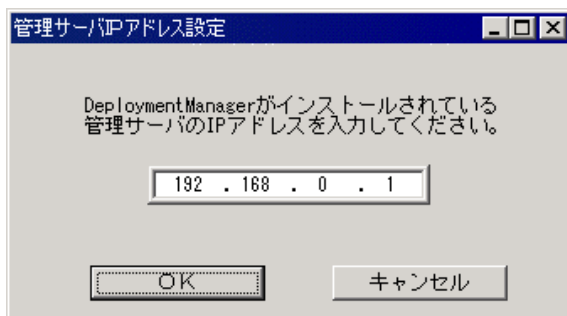 管理サーバIPアドレス設定
DeploymentManagerがインストールされている
管理サーバのIPアドレスを入力してください。
192 . 168 . 0 . 1
OK キャンセル